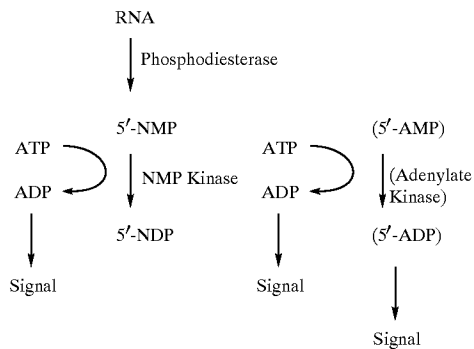 RNA
Phosphodiesterase
5′-NMP
(5′-AMP)
ATP
ATP
NMP Kinase
(Adenylate
Kinase)
ADP
ADP
5′-NDP
(5′-ADP)
Signal
Signal
Signal